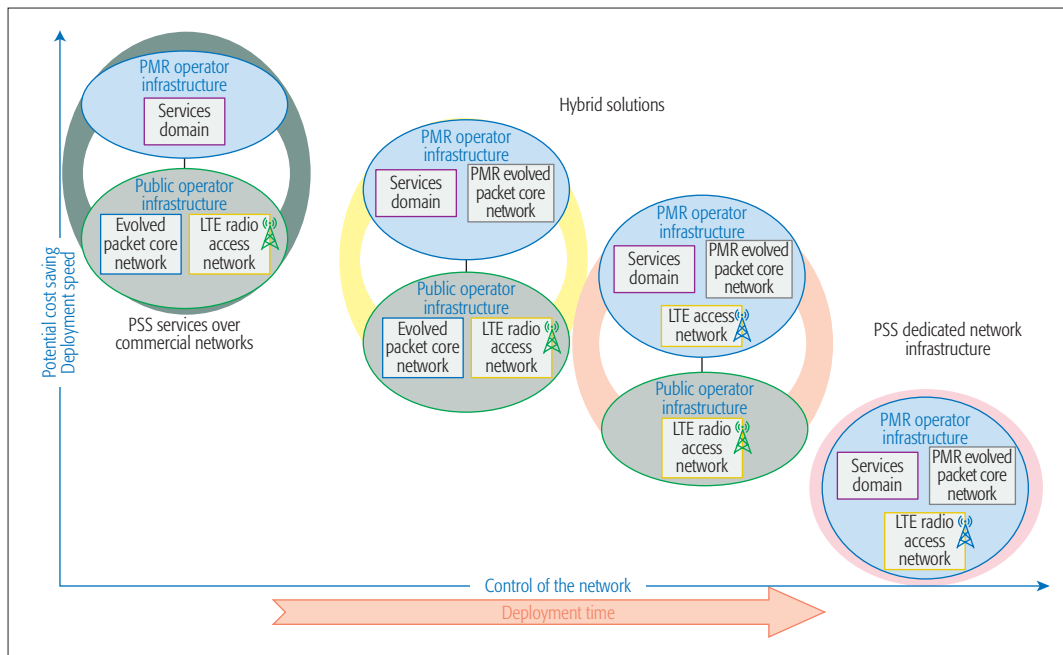 Potential cost saving
Deployment speed
PMR operator
infrastructure
Services
domain
Public operator
infrastructure
Evolved
packet core
network
LTE radio
access
network
PSS services over
commercial networks
Hybrid solutions
PMR operator
infrastructure
Services
domain
PMR evolved
packet core
network
Public operator
infrastructure
Evolved
packet core
network
LTE radio
access
network
PMR operator
infrastructure
Services
domain
PMR evolved
packet core
network
LTE access
network
Public operator
infrastructure
LTE radio
access
network
PSS dedicated network
infrastructure
PMR operator
infrastructure
Services
domain
PMR evolved
packet core
network
LTE radio
access
network
Control of the network
Deployment time